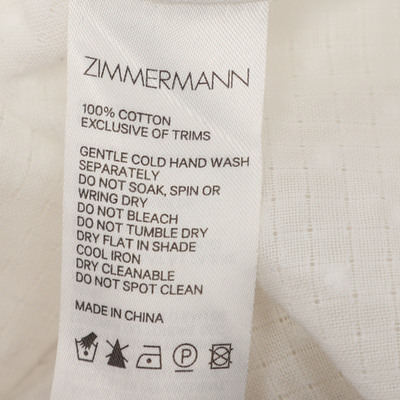 ZIMMERMANN
100% COTTON
EXCLUSIVE OF TRIMS
GENTLE COLD HAND WASH
SEPARATELY
DO NOT SOAK, SPIN OR
WRING DRY
DO NOT BLEACH
DO NOT TUMBLE DRY
DRY FLAT IN SHADE
COOL IRON
DRY CLEANABLE
DO NOT SPOT CLEAN
MADE IN CHINA
P